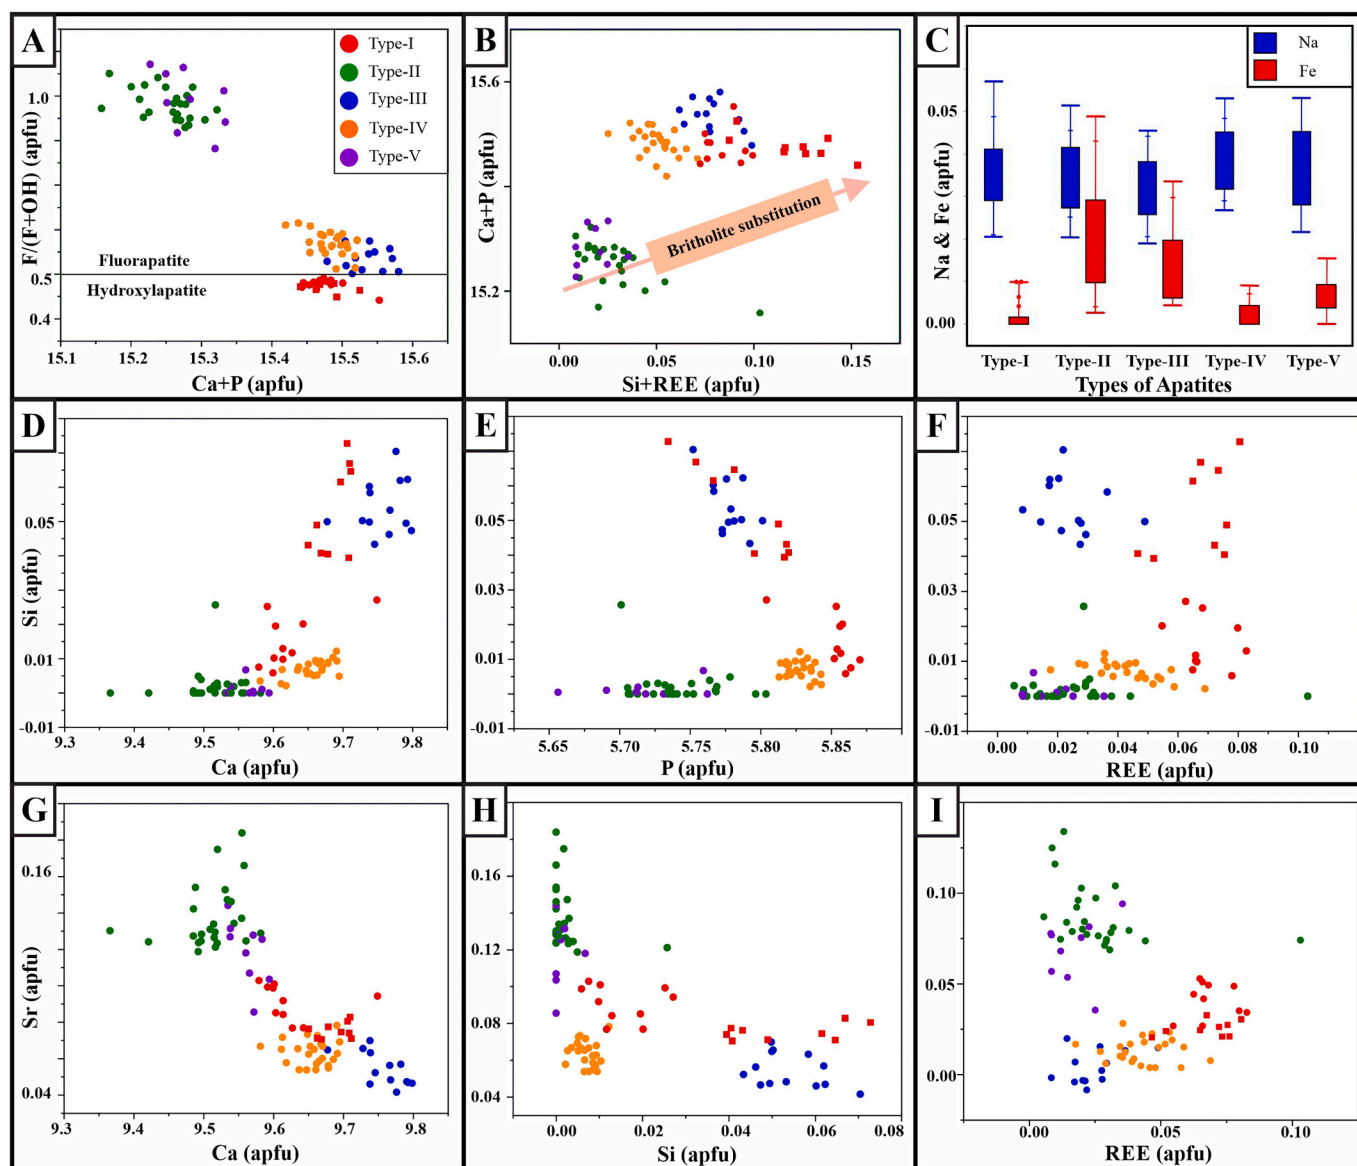 A
F/(F+OH) (apfu)
1.0
0.5
0.4
Type-I
Type-II
Type-III
Type-IV
Type-V
Fluorapatite
Hydroxylapatite
15.1
15.2
15.3
15.4
15.5
15.6
Ca+P (apfu)
B
Ca+P (apfu)
15.6
15.2
Britholite substitution
0.00
0.05
0.10
0.15
Si+REE (apfu)
C
Na & Fe (apfu)
0.05
0.00
Na
Fe
Type-I
Type-II
Type-III
Type-IV
Type-V
Types of Apatites
D
Si (apfu)
0.05
0.03
0.01
-0.01
9.3
9.4
9.5
9.6
9.7
9.8
Ca (apfu)
E
0.05
0.03
0.01
-0.01
5.65
5.70
5.75
5.80
5.85
P (apfu)
F
0.05
0.03
0.01
-0.01
0.00
0.02
0.04
0.06
0.08
0.10
REE (apfu)
G
Sr (apfu)
0.16
0.04
9.3
9.4
9.5
9.6
9.7
9.8
Ca (apfu)
H
0.20
0.16
0.12
0.08
0.04
0.00
0.02
0.04
0.06
0.08
Si (apfu)
I
0.10
0.05
0.00
0.00
0.05
0.10
REE (apfu)